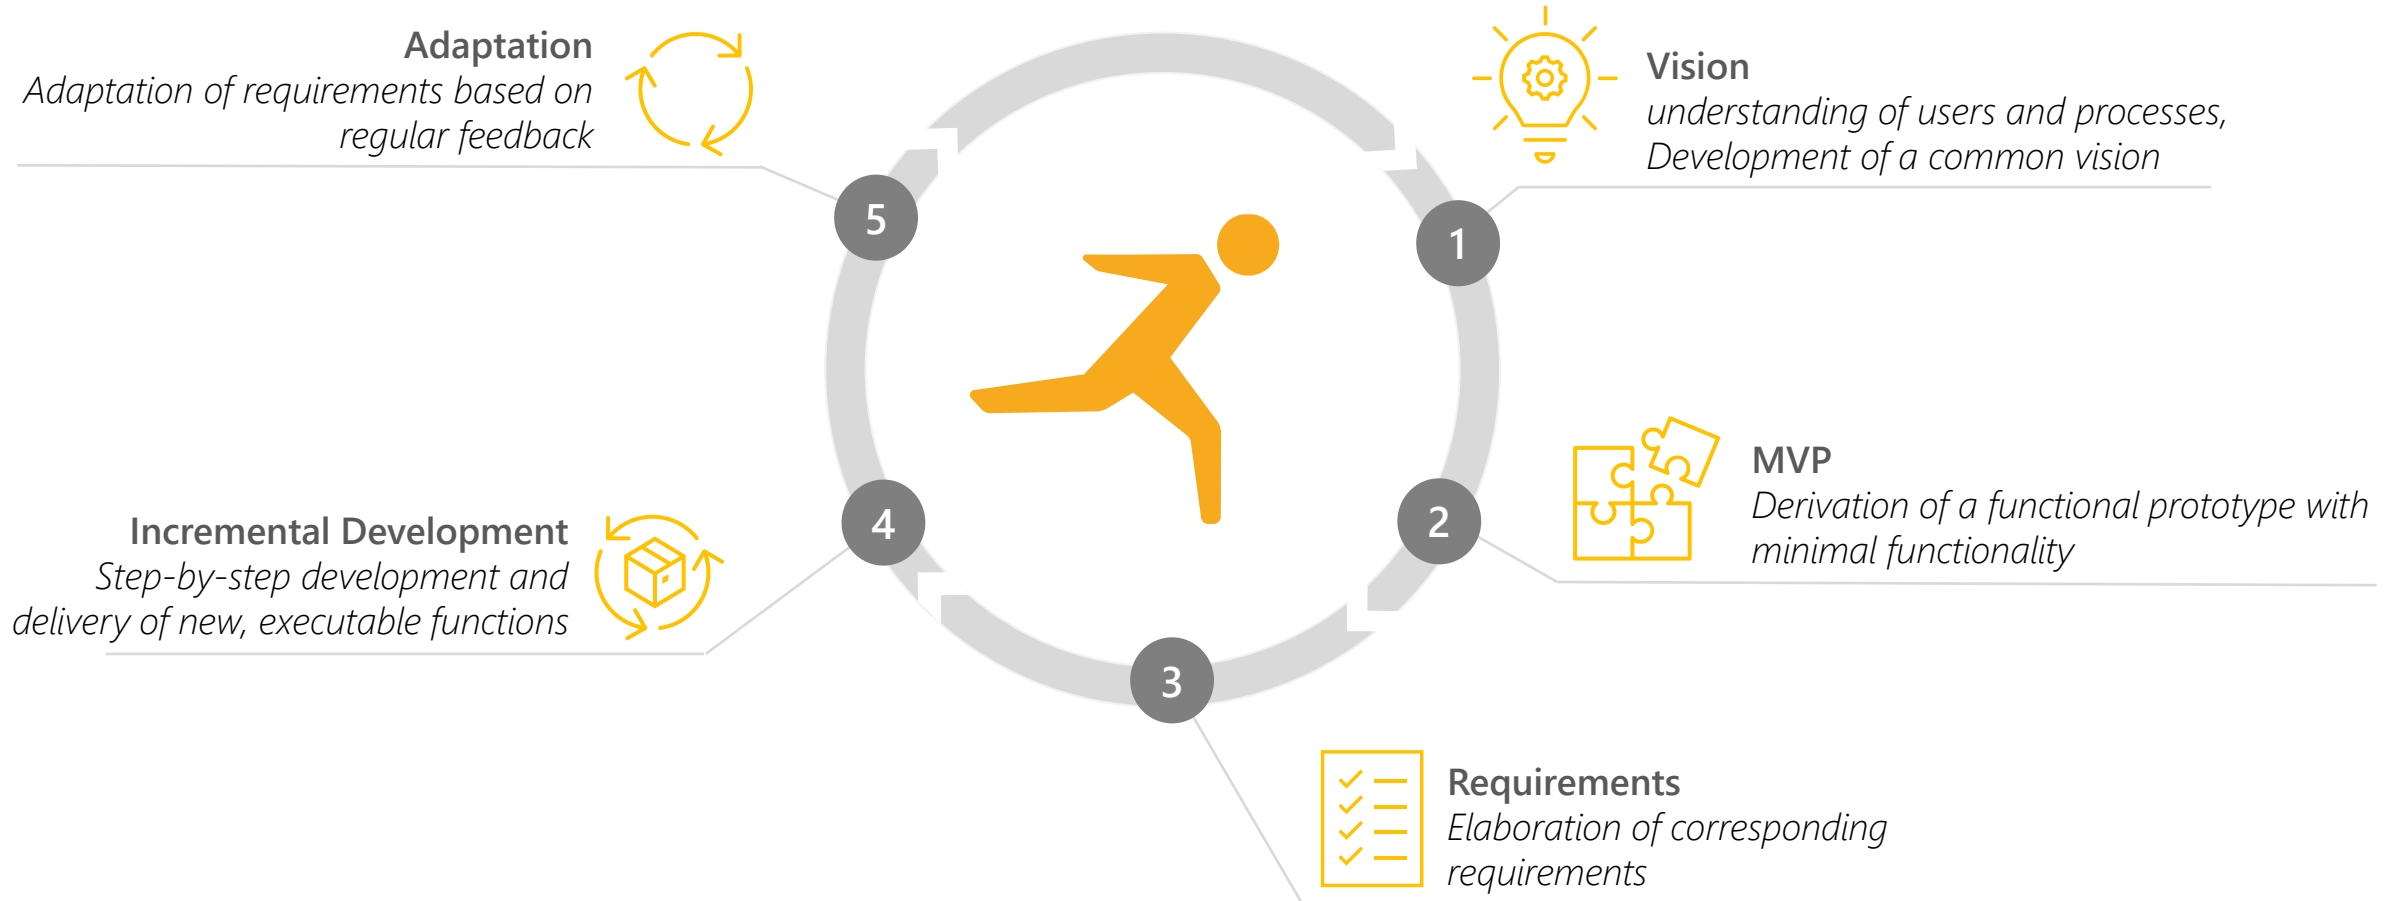 Adaptation
Adaptation of requirements based on
regular feedback
5
Vision
understanding of users and processes,
Development of a common vision
1
MVP
Derivation of a functional prototype with
minimal functionality
2
Incremental Development
Step-by-step development and
delivery of new, executable functions
4
3
Requirements
Elaboration of corresponding
requirements